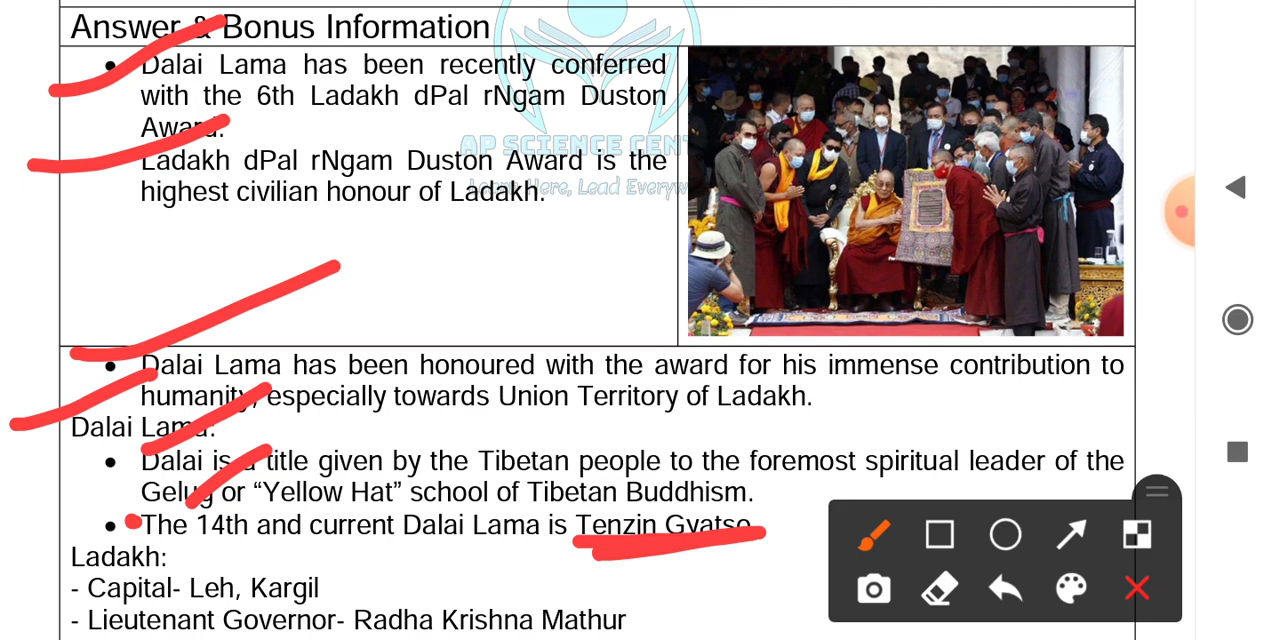 Answer & Bonus Information
• Dalai Lama has been recently conferred
with the 6th Ladakh dPal rNgam Duston
Award.
Ladakh dPal rNgam Duston Award is the
highest civilian honour of Ladakh.
AP SCIENCE CENT
Learn Here, Lead Everyw
• Dalai Lama has been honoured with the award for his immense contribution to
humanity, especially towards Union Territory of Ladakh.
Dalai Lama:
• Dalai is a title given by the Tibetan people to the foremost spiritual leader of the
Gelug or “Yellow Hat” school of Tibetan Buddhism.
• The 14th and current Dalai Lama is Tenzin Gyatso
Ladakh:
- Capital- Leh, Kargil
- Lieutenant Governor- Radha Krishna Mathur